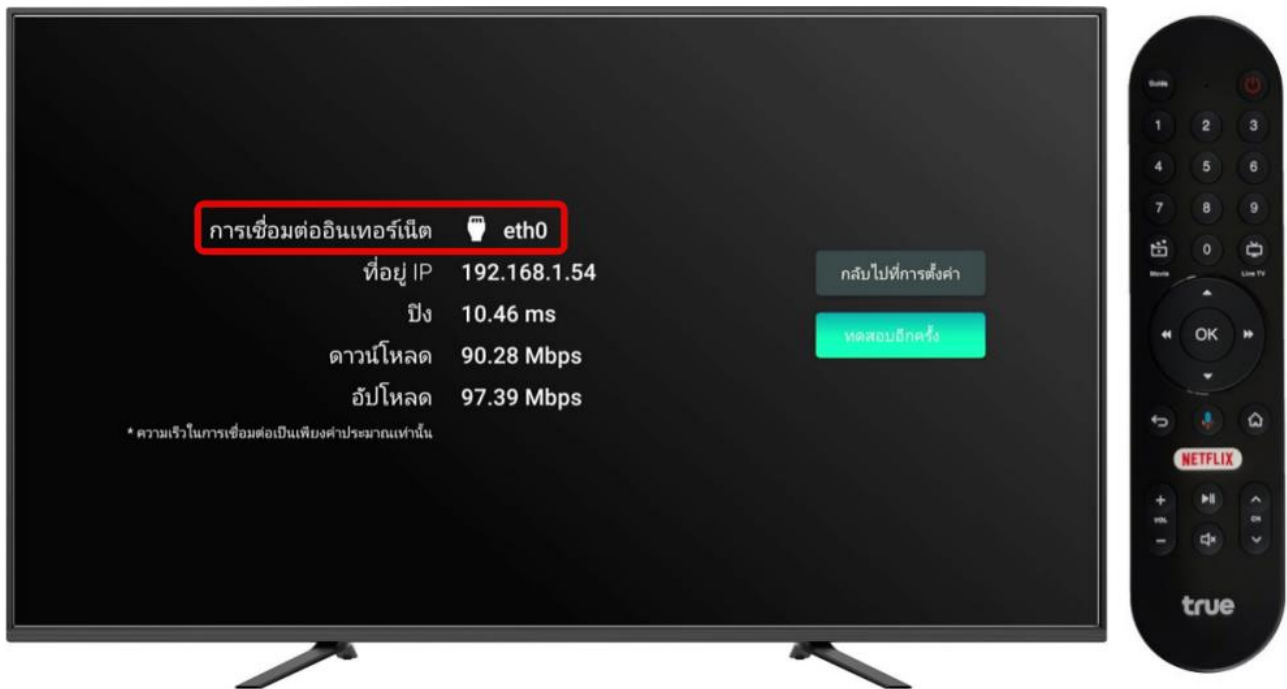 การเชื่อมต่ออินเทอร์เน็ต eth0
ที่อยู่ IP 192.168.1.54
ปิง 10.46 ms
ดาวน์โหลด 90.28 Mbps
อัปโหลด 97.39 Mbps
* ความเร็วในการเชื่อมต่อเป็นเพียงค่าประมาณเท่านั้น
กลับไปที่การตั้งค่า
ทดสอบอีกครั้ง
Guide
1 2 3
4 5 6
7 8 9
0
Movie Live TV
OK
NETFLIX
+
VOL CH
-
true